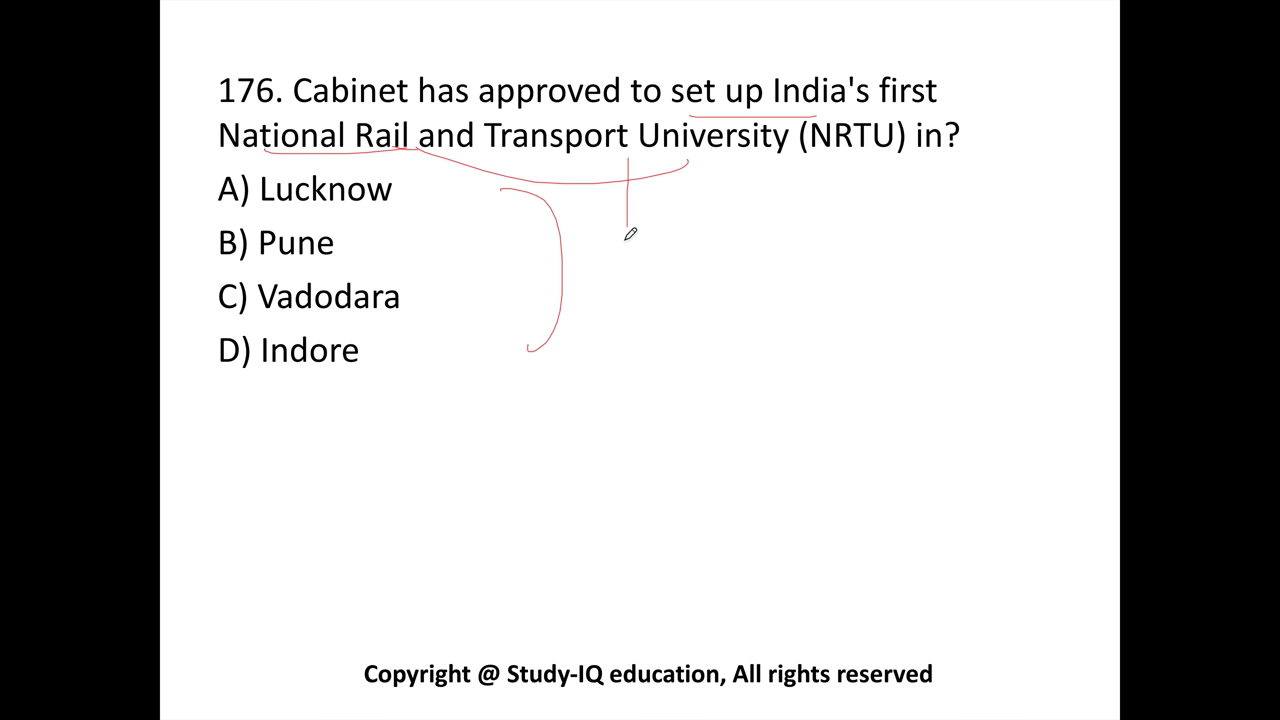 176. Cabinet has approved to set up India's first
National Rail and Transport University (NRTU) in?
A) Lucknow
B) Pune
C) Vadodara
D) Indore
Copyright @ Study-IQ education, All rights reserved